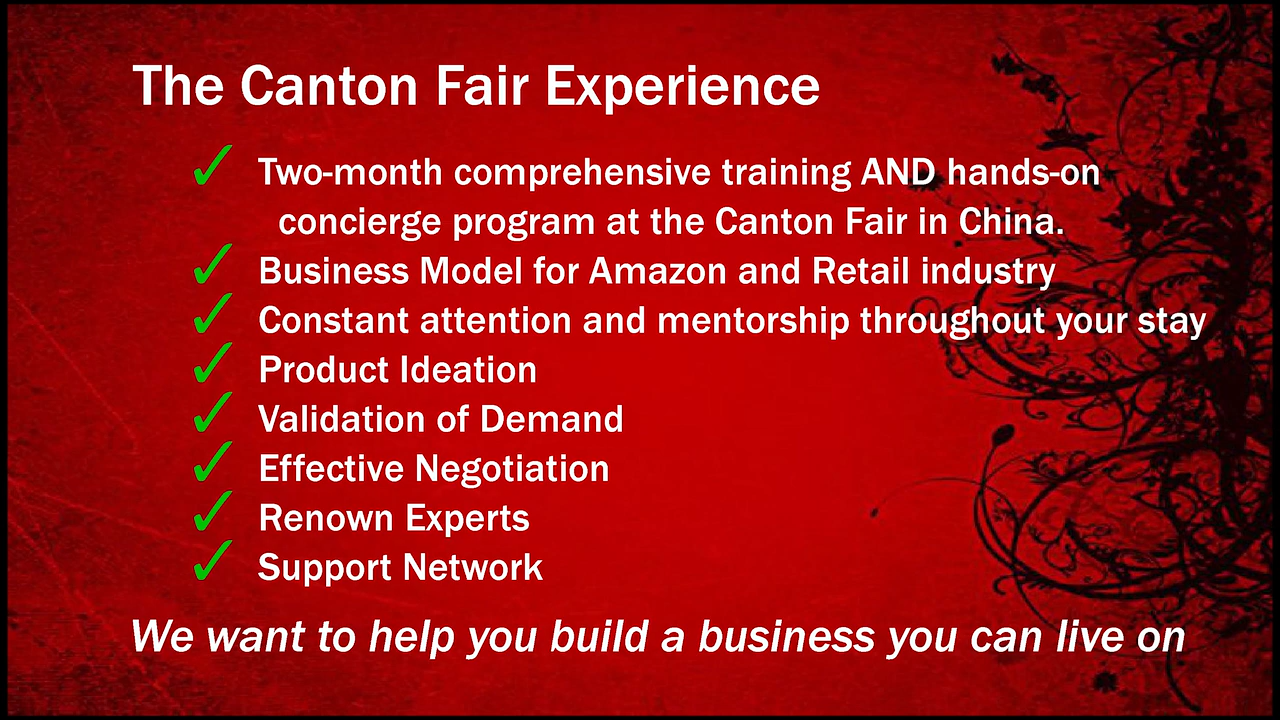 The Canton Fair Experience
✓ Two-month comprehensive training AND hands-on
concierge program at the Canton Fair in China.
✓ Business Model for Amazon and Retail industry
✓ Constant attention and mentorship throughout your stay
✓ Product Ideation
✓ Validation of Demand
✓ Effective Negotiation
✓ Renown Experts
✓ Support Network
We want to help you build a business you can live on